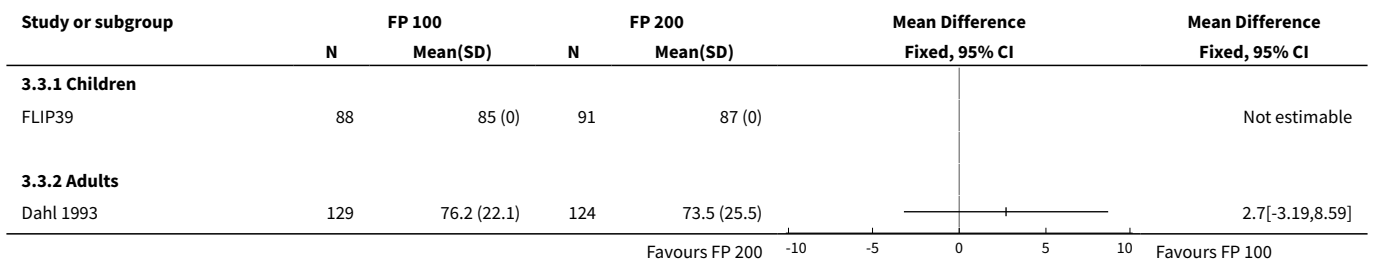 Study or subgroup FP 100 FP 200 Mean Difference Mean Difference
N Mean(SD) N Mean(SD) Fixed, 95% CI Fixed, 95% CI
3.3.1 Children
FLIP39 88 85 (0) 91 87 (0) Not estimable
3.3.2 Adults
Dahl 1993 129 76.2 (22.1) 124 73.5 (25.5) 2.7[-3.19,8.59]
Favours FP 200 -10 -5 0 5 10 Favours FP 100